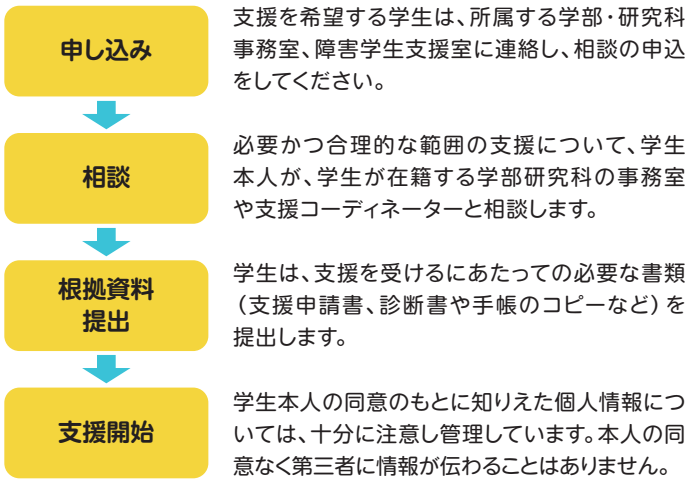 申し込み
支援を希望する学生は、所属する学部・研究科
事務室、障害学生支援室に連絡し、相談の申込
をしてください。
相談
必要かつ合理的な範囲の支援について、学生
本人が、学生が在籍する学部研究科の事務室
や支援コーディネーターと相談します。
根拠資料
提出
学生は、支援を受けるにあたっての必要な書類
（支援申請書、診断書や手帳のコピーなど）を
提出します。
支援開始
学生本人の同意のもとに知りえた個人情報につ
いては、十分に注意し管理しています。本人の同
意なく第三者に情報が伝わることはありません。